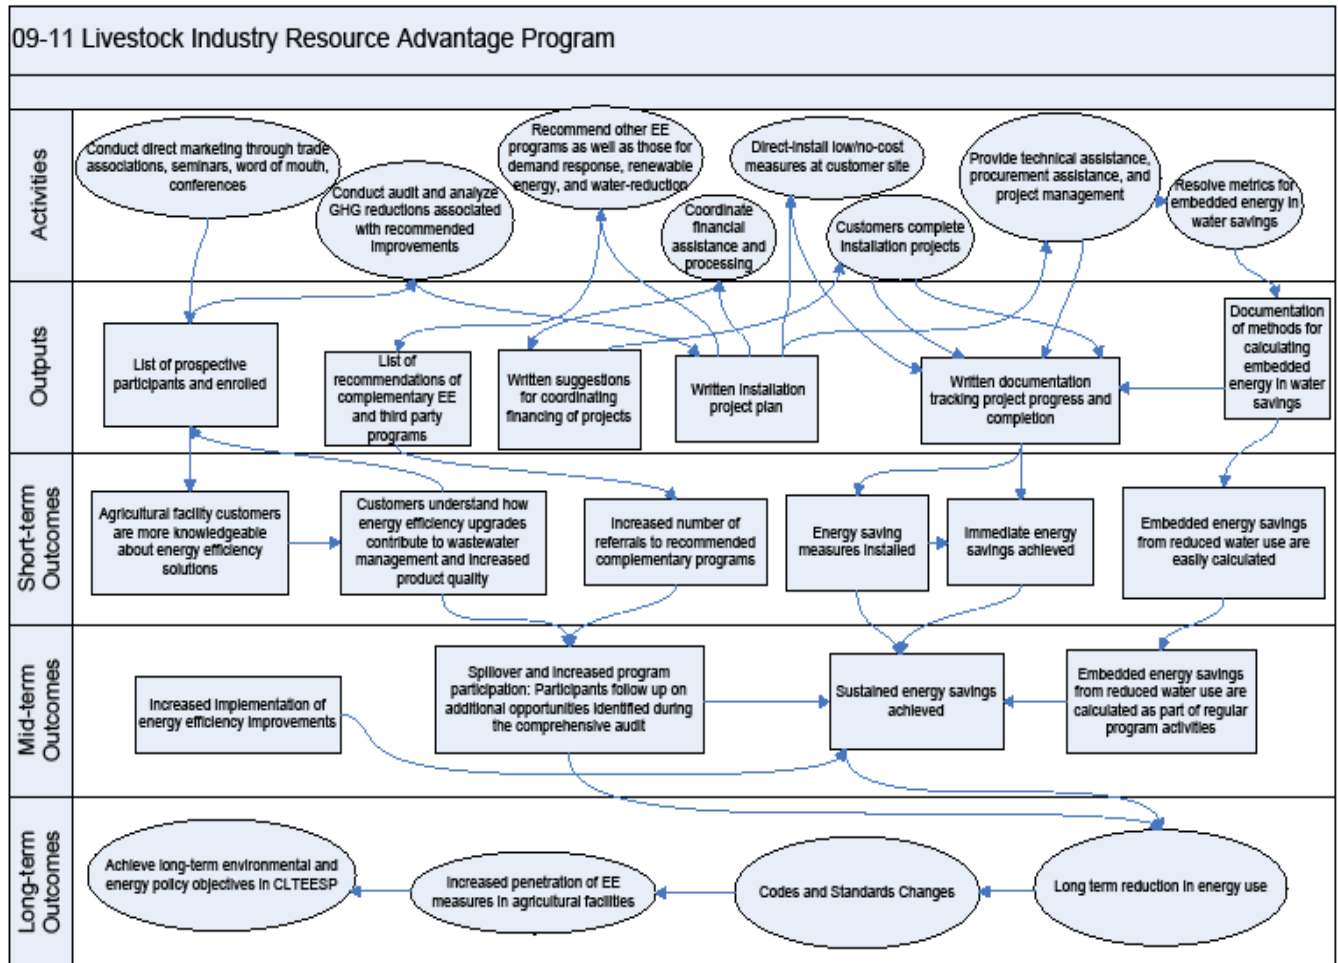 09-11 Livestock Industry Resource Advantage Program
Activities
Conduct direct marketing through trade
associations, seminars, word of mouth,
conferences
Conduct audit and analyze
GHG reductions associated
with recommended
improvements
Recommend other EE
programs as well as those for
demand response, renewable
energy, and water-reduction
Coordinate
financial
assistance and
processing
Direct-install low/no-cost
measures at customer site
Customers complete
installation projects
Provide technical assistance,
procurement assistance, and
project management
Resolve metrics for
embedded energy in
water savings
Outputs
List of prospective
participants and enrolled
List of
recommendations of
complementary EE
and third party
programs
Written suggestions
for coordinating
financing of projects
Written installation
project plan
Written documentation
tracking project progress and
completion
Documentation
of methods for
calculating
embedded
energy in water
savings
Short-term
Outcomes
Agricultural facility customers
are more knowledgeable
about energy efficiency
solutions
Customers understand how
energy efficiency upgrades
contribute to wastewater
management and increased
product quality
Increased number of
referrals to recommended
complementary programs
Energy saving
measures installed
Immediate energy
savings achieved
Embedded energy savings
from reduced water use are
easily calculated
Mid-term
Outcomes
Increased implementation of
energy efficiency improvements
Spillover and increased program
participation: Participants follow up on
additional opportunities identified during
the comprehensive audit
Sustained energy savings
achieved
Embedded energy savings
from reduced water use are
calculated as part of regular
program activities
Long-term
Outcomes
Achieve long-term environmental and
energy policy objectives in CLTEESP
Increased penetration of EE
measures in agricultural facilities
Codes and Standards Changes
Long term reduction in energy use